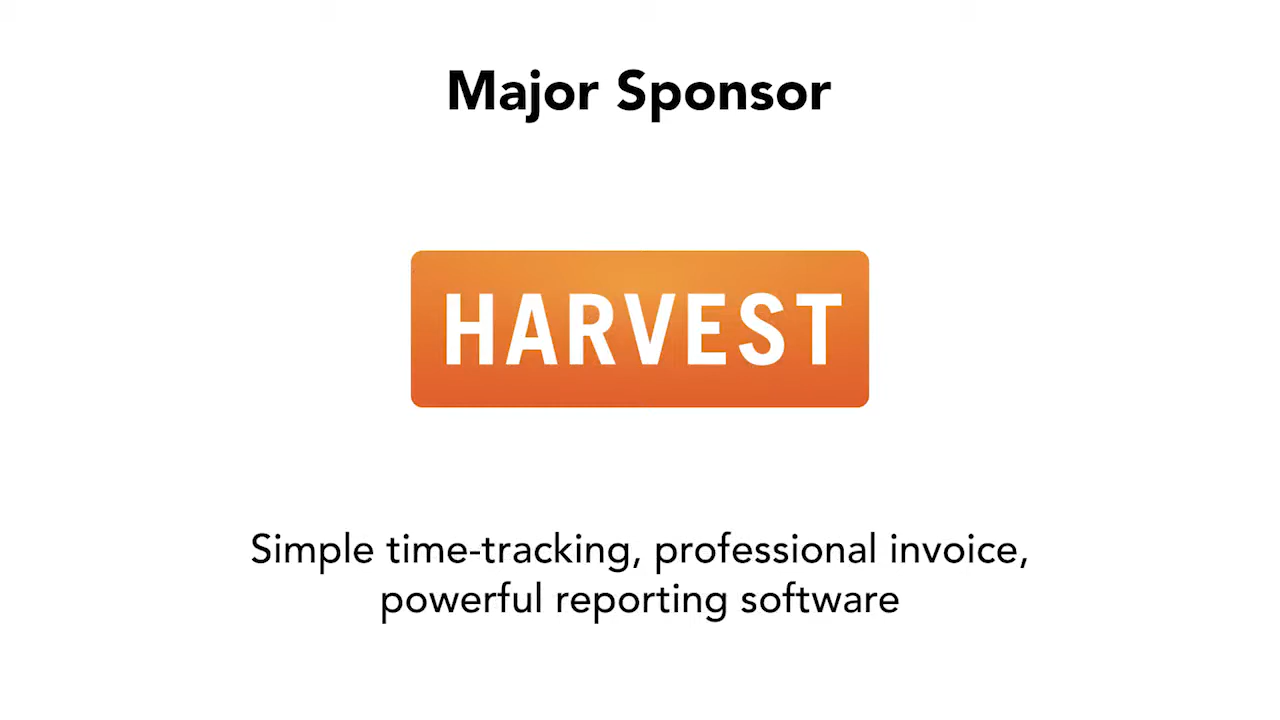 Major Sponsor
HARVEST
Simple time-tracking, professional invoice,
powerful reporting software